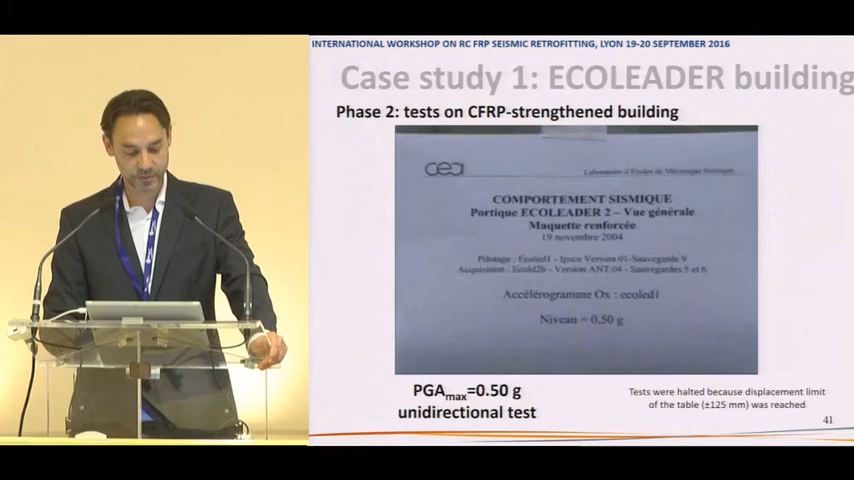 INTERNATIONAL WORKSHOP ON RC FRP SEISMIC RETROFITTING, LYON 19-20 SEPTEMBER 2016
Case study 1: ECOLEADER building
Phase 2: tests on CFRP-strengthened building
cea
Laboratoire d'Etudes de Mécanique Sismique
COMPORTEMENT SISMIQUE
Portique ECOLEADER 2 – Vue générale
Maquette renforcée
19 novembre 2004
Pilotage : Ecoled1 - Ipsen Version 01-Sauvegarde 9
Acquisition : Ecold2b - Version ANT.04 - Sauvegardes 5 et 6
Accélérogramme Ox : ecoled1
Niveau = 0,50 g
PGAmax=0.50 g
unidirectional test
Tests were halted because displacement limit
of the table (±125 mm) was reached
41